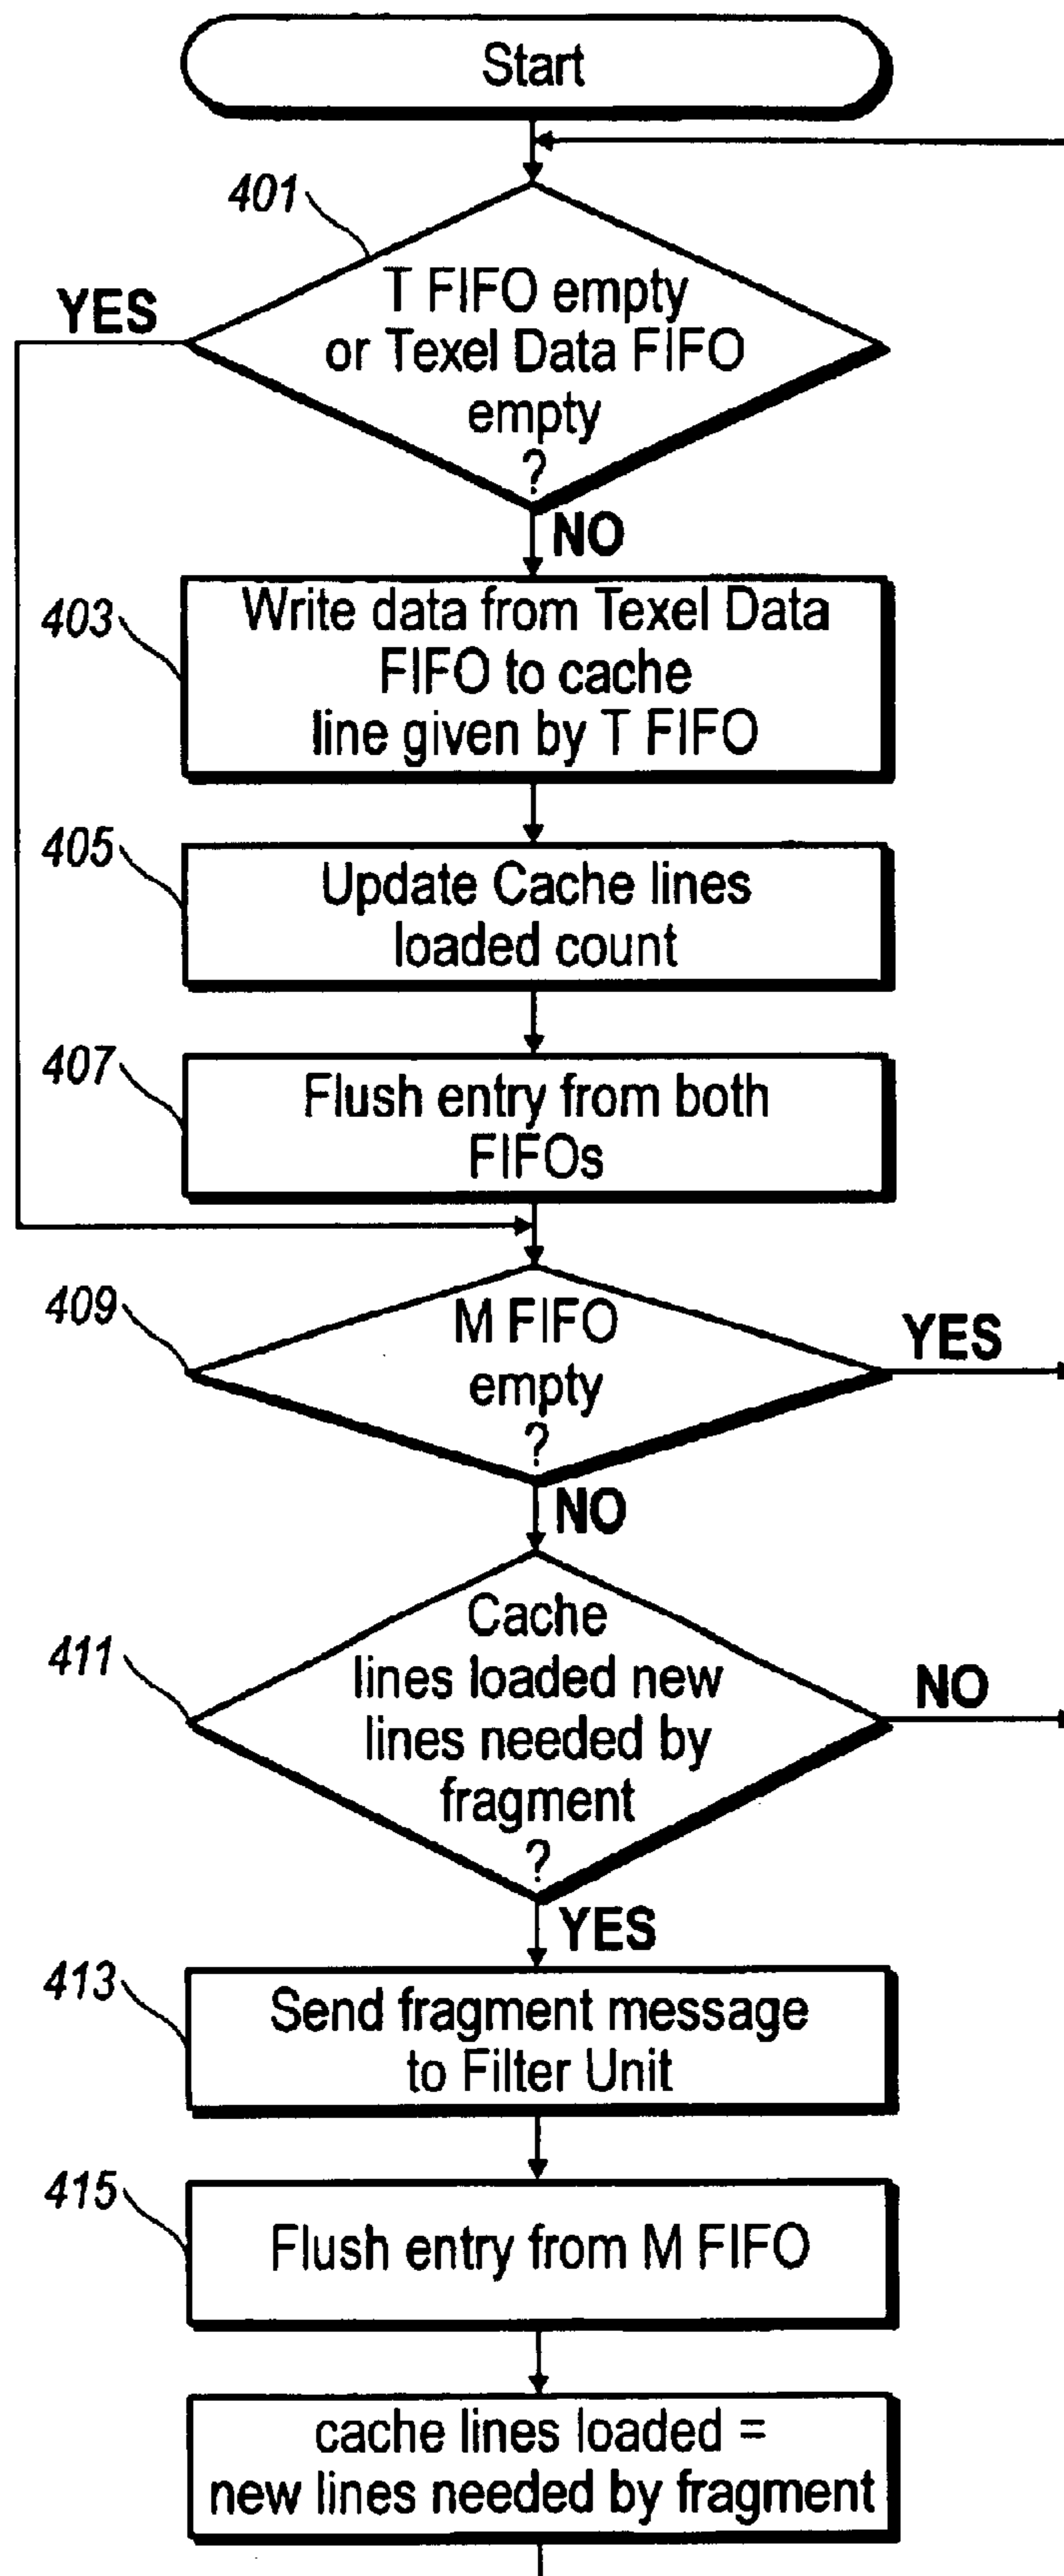 Start
401
T FIFO empty
or Texel Data FIFO
empty
?
YES
NO
403
Write data from Texel Data
FIFO to cache
line given by T FIFO
405
Update Cache lines
loaded count
407
Flush entry from both
FIFOs
409
M FIFO
empty
?
YES
NO
411
Cache
lines loaded new
lines needed by
fragment
?
NO
YES
413
Send fragment message
to Filter Unit
415
Flush entry from M FIFO
cache lines loaded =
new lines needed by fragment